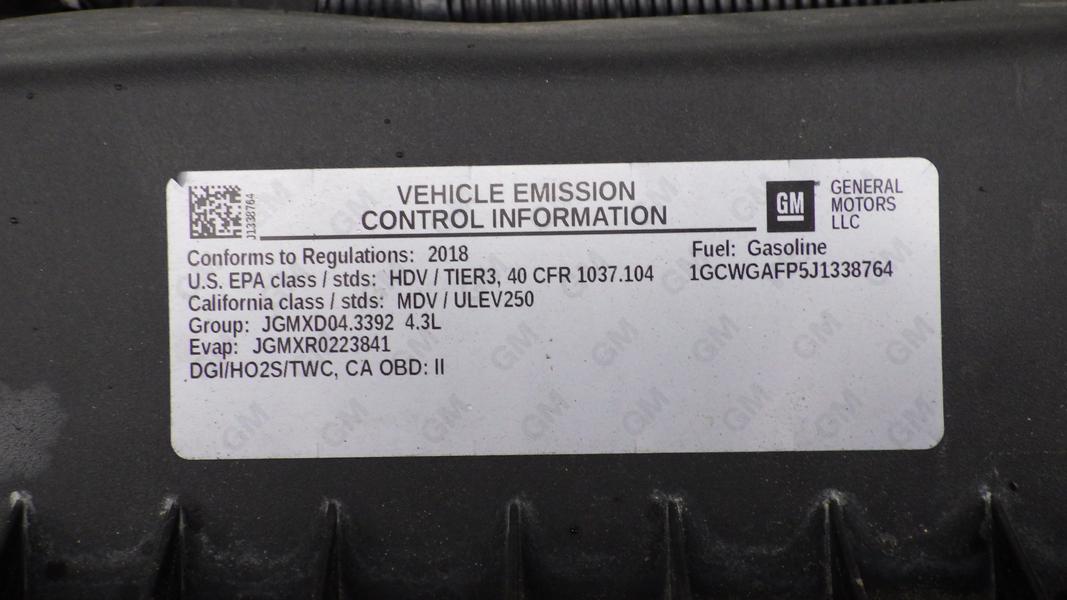 J1338764
VEHICLE EMISSION
CONTROL INFORMATION
GM
GENERAL
MOTORS
LLC
Conforms to Regulations: 2018
Fuel: Gasoline
U.S. EPA class / stds: HDV / TIER3, 40 CFR 1037.104
1GCWGAFP5J1338764
California class / stds: MDV / ULEV250
Group: JGMXD04.3392 4.3L
Evap: JGMXR0223841
DGI/HO2S/TWC, CA OBD: II